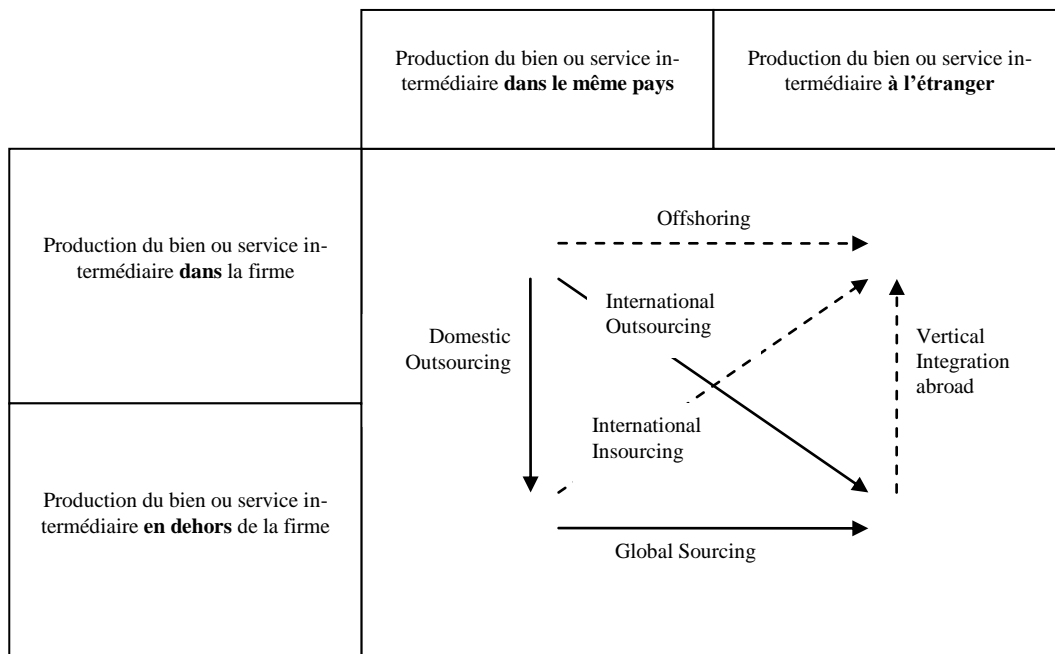 Production du bien ou service in-
termédiaire dans le même pays
Production du bien ou service in-
termédiaire à l’étranger
Production du bien ou service in-
termédiaire dans la firme
Offshoring
International
Outsourcing
Domestic
Outsourcing
Vertical
Integration
abroad
International
Insourcing
Production du bien ou service in-
termédiaire en dehors de la firme
Global Sourcing